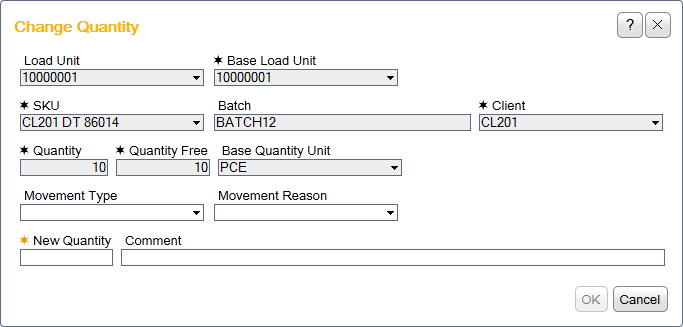 Change Quantity
?
Load Unit ✶ Base Load Unit
10000001 10000001
✶ SKU Batch ✶ Client
CL201 DT 86014 BATCH12 CL201
✶ Quantity ✶ Quantity Free Base Quantity Unit
10 10 PCE
Movement Type Movement Reason
✶ New Quantity Comment
OK Cancel